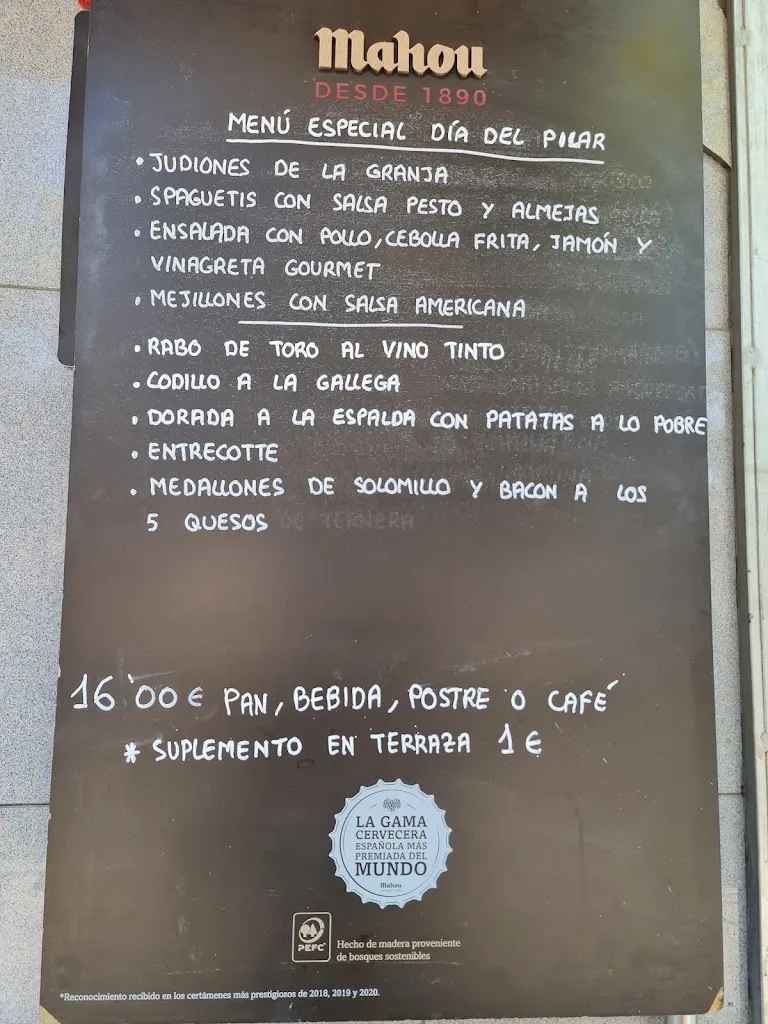 Mahou
DESDE 1890
MENÚ ESPECIAL DÍA DEL PILAR
• JUDIONES DE LA GRANJA
• SPAGUETIS CON SALSA PESTO Y ALMEJAS
• ENSALADA CON POLLO, CEBOLLA FRITA, JAMÓN Y
VINAGRETA GOURMET
• MEJILLONES CON SALSA AMERICANA
• RABO DE TORO AL VINO TINTO
• CODILLO A LA GALLEGA
• DORADA A LA ESPALDA CON PATATAS A LO POBRE
• ENTRECOTTE
• MEDALLONES DE SOLOMILLO Y BACON A LOS
5 QUESOS DE TERNERA
16'00€ PAN, BEBIDA, POSTRE O CAFÉ
* SUPLEMENTO EN TERRAZA 1€
LA GAMA
CERVECERA
ESPAÑOLA MÁS
PREMIADA DEL
MUNDO
Mahou
PEFC
Hecho de madera proveniente
de bosques sostenibles
*Reconocimiento recibido en los certámenes más prestigiosos de 2018, 2019 y 2020.